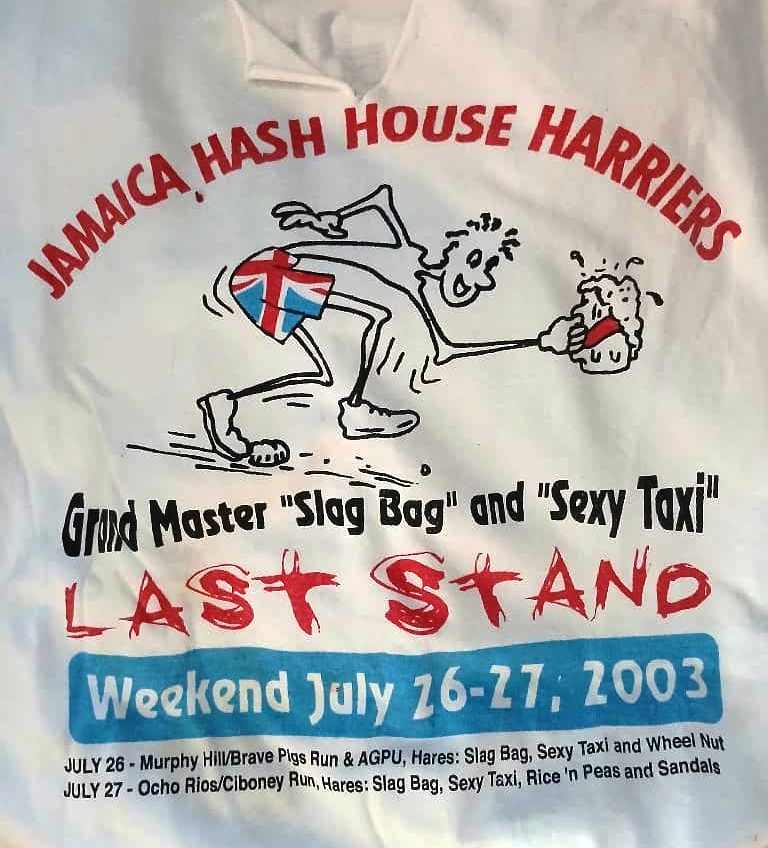 JAMAICA HASH HOUSE HARRIERS
Grand Master "Slag Bag" and "Sexy Taxi"
LAST STAND
Weekend July 26-27, 2003
JULY 26 - Murphy Hill/Brave Pigs Run & AGPU, Hares: Slag Bag, Sexy Taxi and Wheel Nut
JULY 27 - Ocho Rios/Ciboney Run, Hares: Slag Bag, Sexy Taxi, Rice 'n Peas and Sandals